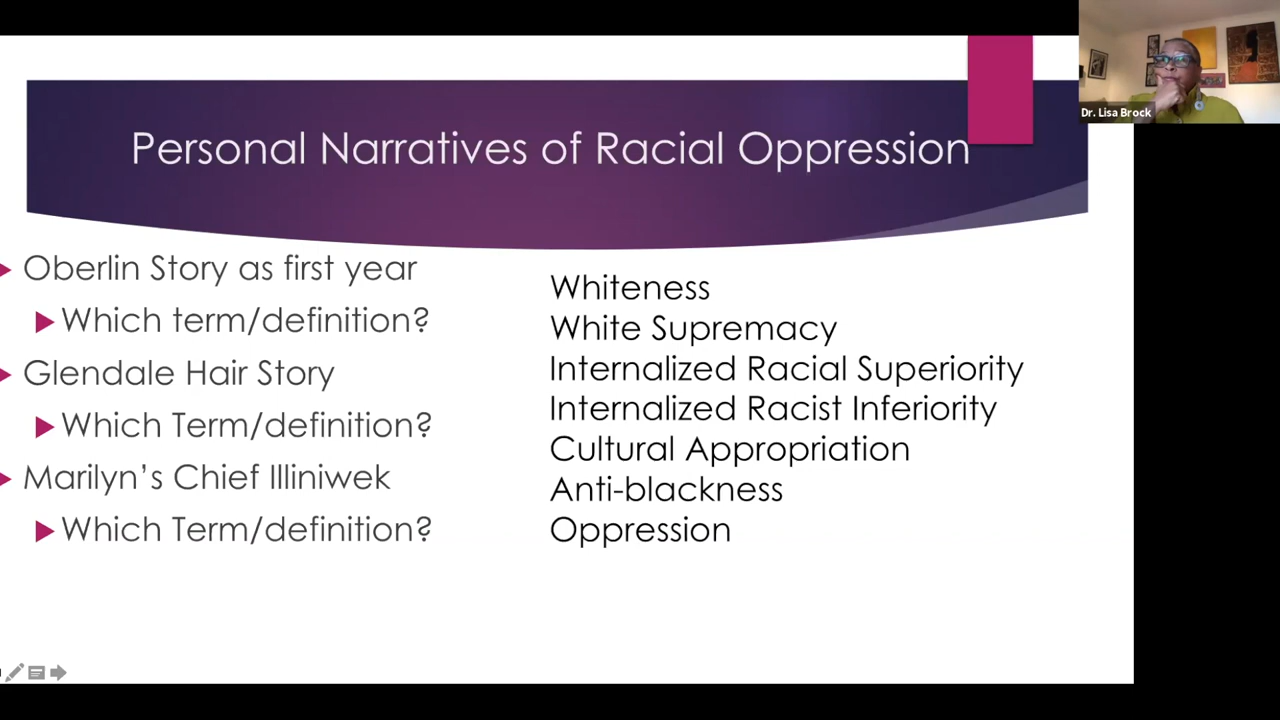 Personal Narratives of Racial Oppression
Dr. Lisa Brock
Oberlin Story as first year
Which term/definition?
Glendale Hair Story
Which Term/definition?
Marilyn’s Chief Illiniwek
Which Term/definition?
Whiteness
White Supremacy
Internalized Racial Superiority
Internalized Racist Inferiority
Cultural Appropriation
Anti-blackness
Oppression